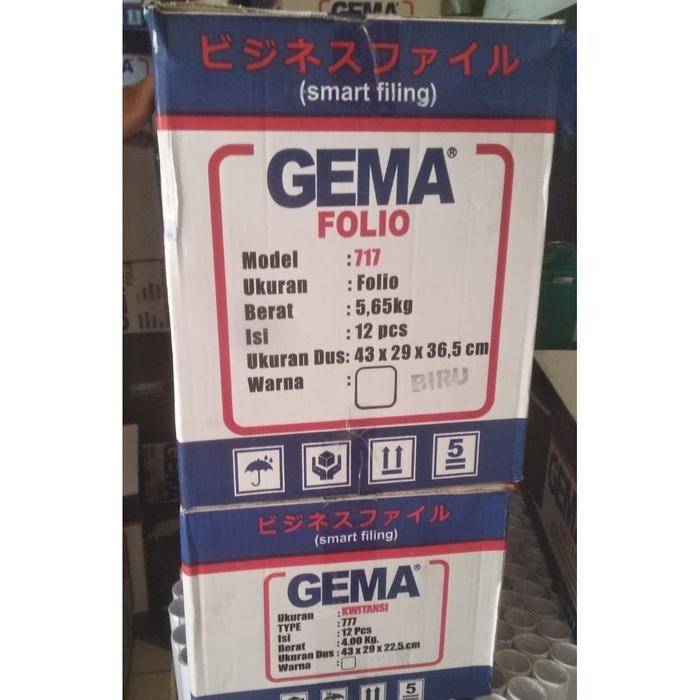 GEMA
ビジネスファイル
(smart filing)
GEMA®
FOLIO
Model : 717
Ukuran : Folio
Berat : 5,65kg
Isi : 12 pcs
Ukuran Dus: 43 x 29 x 36,5 cm
Warna : BIRU
5
ビジネスファイル
(smart filing)
GEMA®
Ukuran : KWITANSI
TYPE : 777
Isi : 12 Pcs
Berat : 4.00 Kg.
Ukuran Dus : 43 x 29 x 22.5 cm
Warna :
5